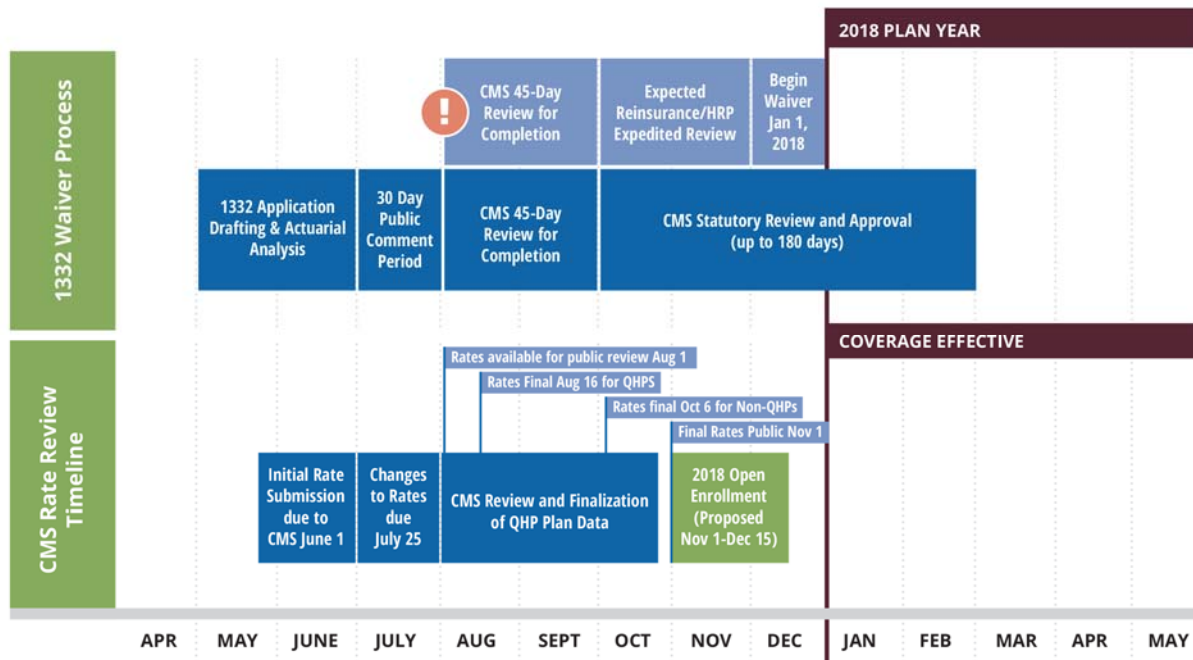 2018 PLAN YEAR
1332 Waiver Process
!
CMS 45-Day
Review for
Completion
Expected
Reinsurance/HRP
Expedited Review
Begin
Waiver
Jan 1,
2018
1332 Application
Drafting & Actuarial
Analysis
30 Day
Public
Comment
Period
CMS 45-Day
Review for
Completion
CMS Statutory Review and Approval
(up to 180 days)
COVERAGE EFFECTIVE
CMS Rate Review
Timeline
Rates available for public review Aug 1
Rates Final Aug 16 for QHPS
Rates final Oct 6 for Non-QHPs
Final Rates Public Nov 1
Initial Rate
Submission
due to
CMS June 1
Changes
to Rates
due
July 25
CMS Review and Finalization
of QHP Plan Data
2018 Open
Enrollment
(Proposed
Nov 1-Dec 15)
APR MAY JUNE JULY AUG SEPT OCT NOV DEC JAN FEB MAR APR MAY